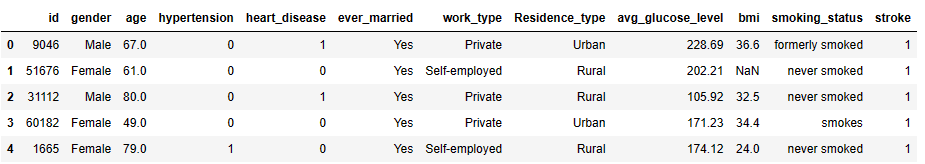 id gender age hypertension heart_disease ever_married work_type Residence_type avg_glucose_level bmi smoking_status stroke
0 9046 Male 67.0 0 1 Yes Private Urban 228.69 36.6 formerly smoked 1
1 51676 Female 61.0 0 0 Yes Self-employed Rural 202.21 NaN never smoked 1
2 31112 Male 80.0 0 1 Yes Private Rural 105.92 32.5 never smoked 1
3 60182 Female 49.0 0 0 Yes Private Urban 171.23 34.4 smokes 1
4 1665 Female 79.0 1 0 Yes Self-employed Rural 174.12 24.0 never smoked 1